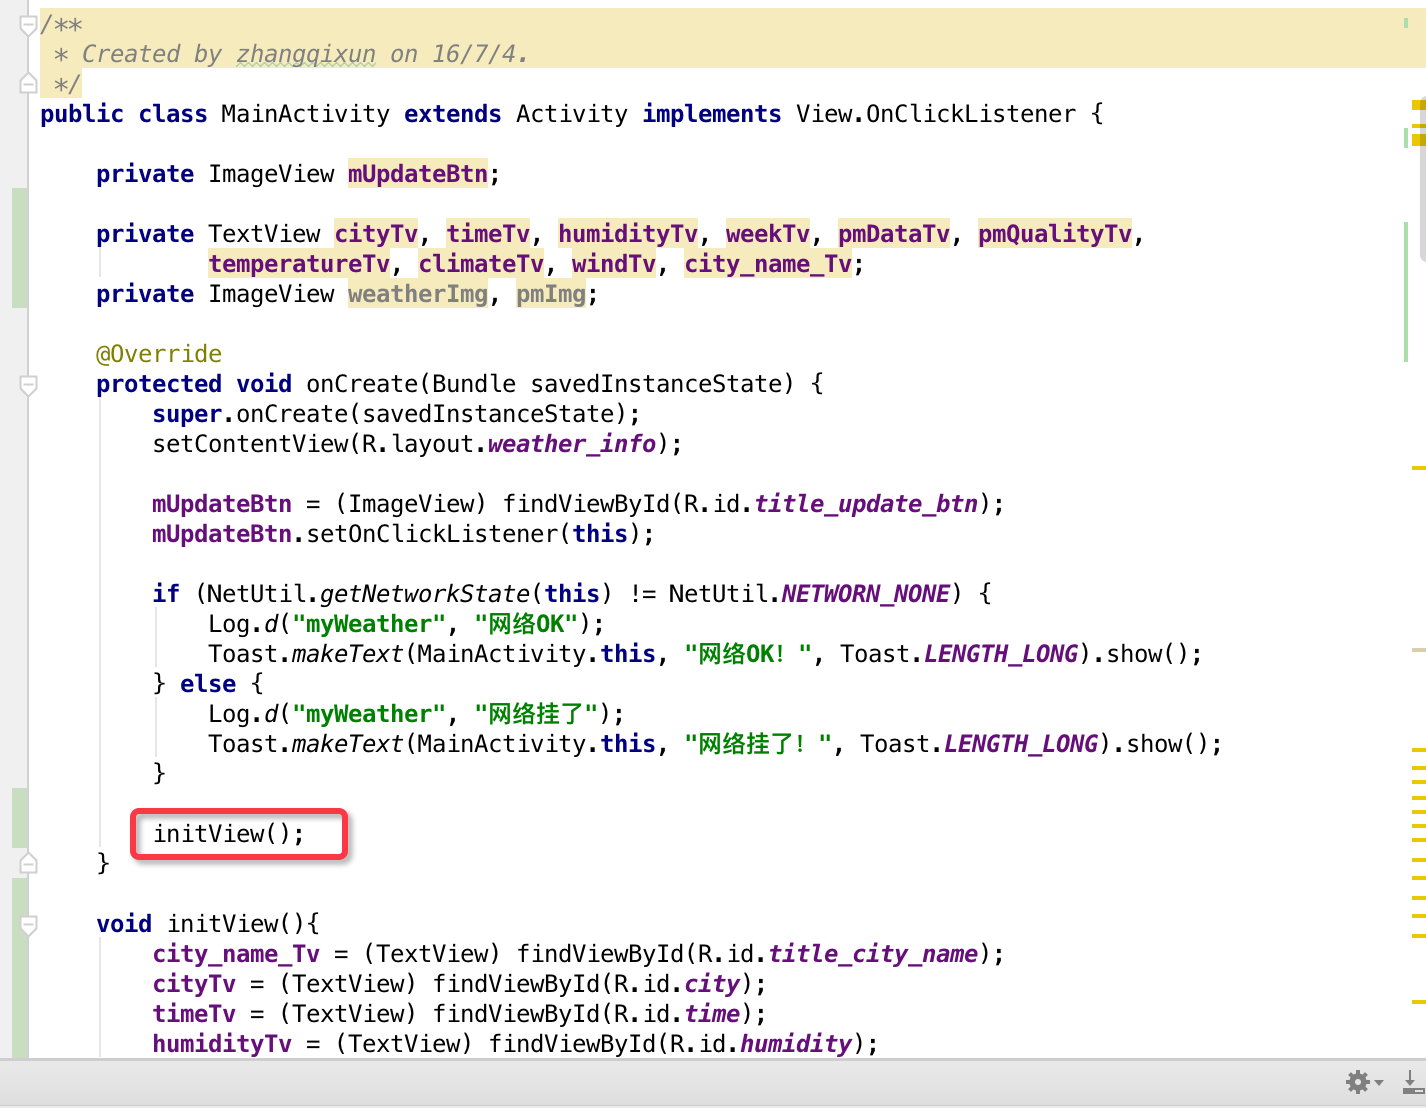 /**
 * Created by zhangqixun on 16/7/4.
 */
public class MainActivity extends Activity implements View.OnClickListener {
    private ImageView mUpdateBtn;
    private TextView cityTv, timeTv, humidityTv, weekTv, pmDataTv, pmQualityTv,
            temperatureTv, climateTv, windTv, city_name_Tv;
    private ImageView weatherImg, pmImg;
    @Override
    protected void onCreate(Bundle savedInstanceState) {
        super.onCreate(savedInstanceState);
        setContentView(R.layout.weather_info);
        mUpdateBtn = (ImageView) findViewById(R.id.title_update_btn);
        mUpdateBtn.setOnClickListener(this);
        if (NetUtil.getNetworkState(this) != NetUtil.NETWORN_NONE) {
            Log.d("myWeather", "网络OK");
            Toast.makeText(MainActivity.this, "网络OK！", Toast.LENGTH_LONG).show();
        } else {
            Log.d("myWeather", "网络挂了");
            Toast.makeText(MainActivity.this, "网络挂了！", Toast.LENGTH_LONG).show();
        }
        initView();
    }
    void initView(){
        city_name_Tv = (TextView) findViewById(R.id.title_city_name);
        cityTv = (TextView) findViewById(R.id.city);
        timeTv = (TextView) findViewById(R.id.time);
        humidityTv = (TextView) findViewById(R.id.humidity);